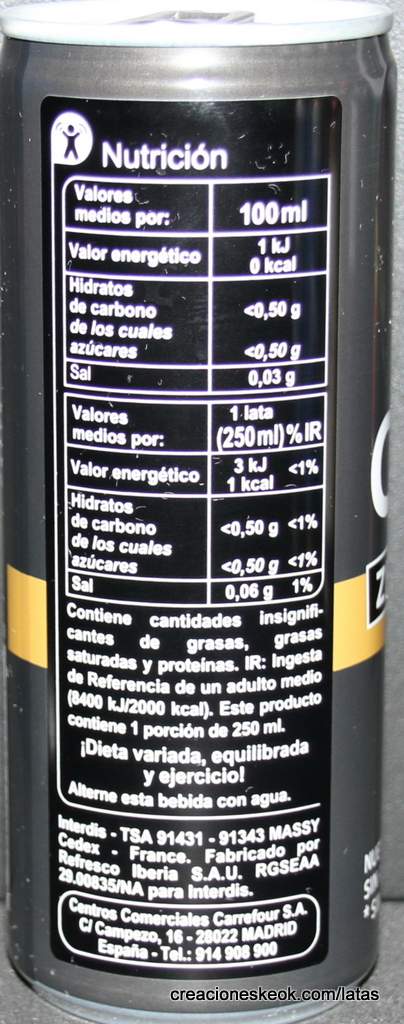 Nutrición
Valores medios por: 100 ml
Valor energético 1 kJ
0 kcal
Hidratos
de carbono <0,50 g
de los cuales
azúcares <0,50 g
Sal 0,03 g
Valores 1 lata
medios por: (250 ml) %IR
Valor energético 3 kJ <1%
1 kcal
Hidratos
de carbono <0,50 g <1%
de los cuales
azúcares <0,50 g <1%
Sal 0,06 g 1%
Contiene cantidades insignifi-
cantes de grasas, grasas
saturadas y proteínas. IR: Ingesta
de Referencia de un adulto medio
(8400 kJ/2000 kcal). Este producto
contiene 1 porción de 250 ml.
¡Dieta variada, equilibrada
y ejercicio!
Alterne esta bebida con agua.
Interdis - TSA 91431 - 91343 MASSY
Cedex - France. Fabricado por
Refresco Iberia S.A.U. RGSEAA
29.00835/NA para Interdis.
Centros Comerciales Carrefour S.A.
C/ Campezo, 16 - 28022 MADRID
España - Tel.: 914 908 900
creacioneskeok.com/latas